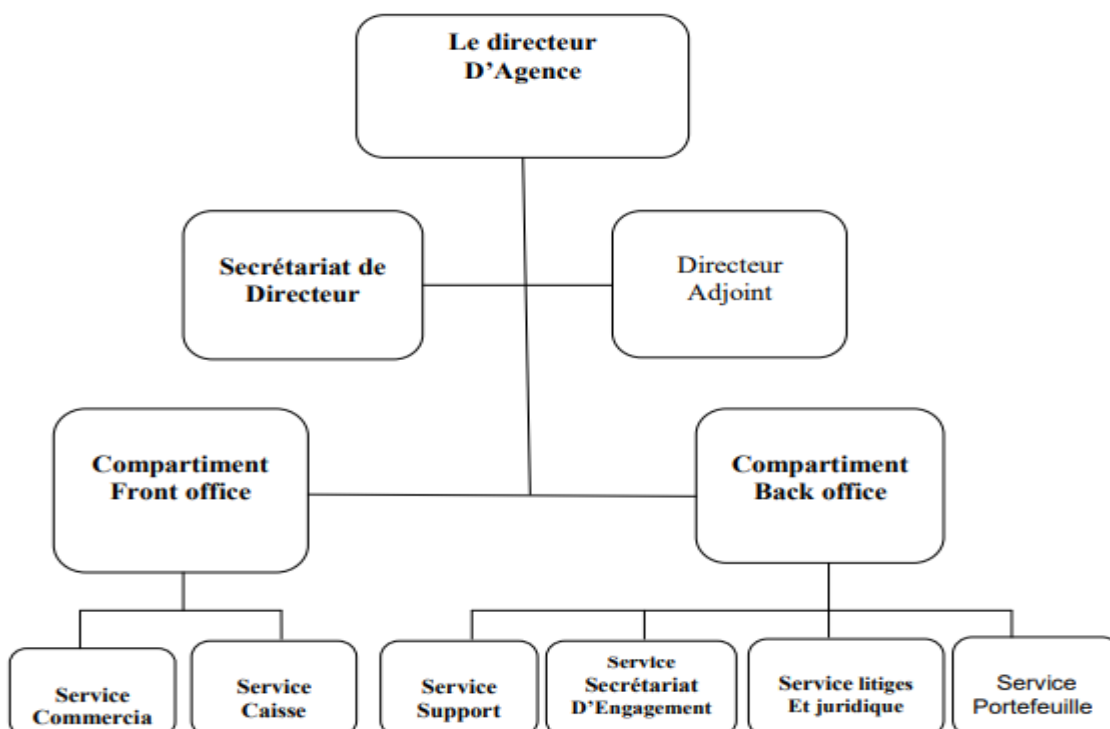 Le directeur
D’Agence
Secrétariat de
Directeur
Directeur
Adjoint
Compartiment
Front office
Compartiment
Back office
Service
Commercia
Service
Caisse
Service
Support
Service
Secrétariat
D’Engagement
Service litiges
Et juridique
Service
Portefeuille